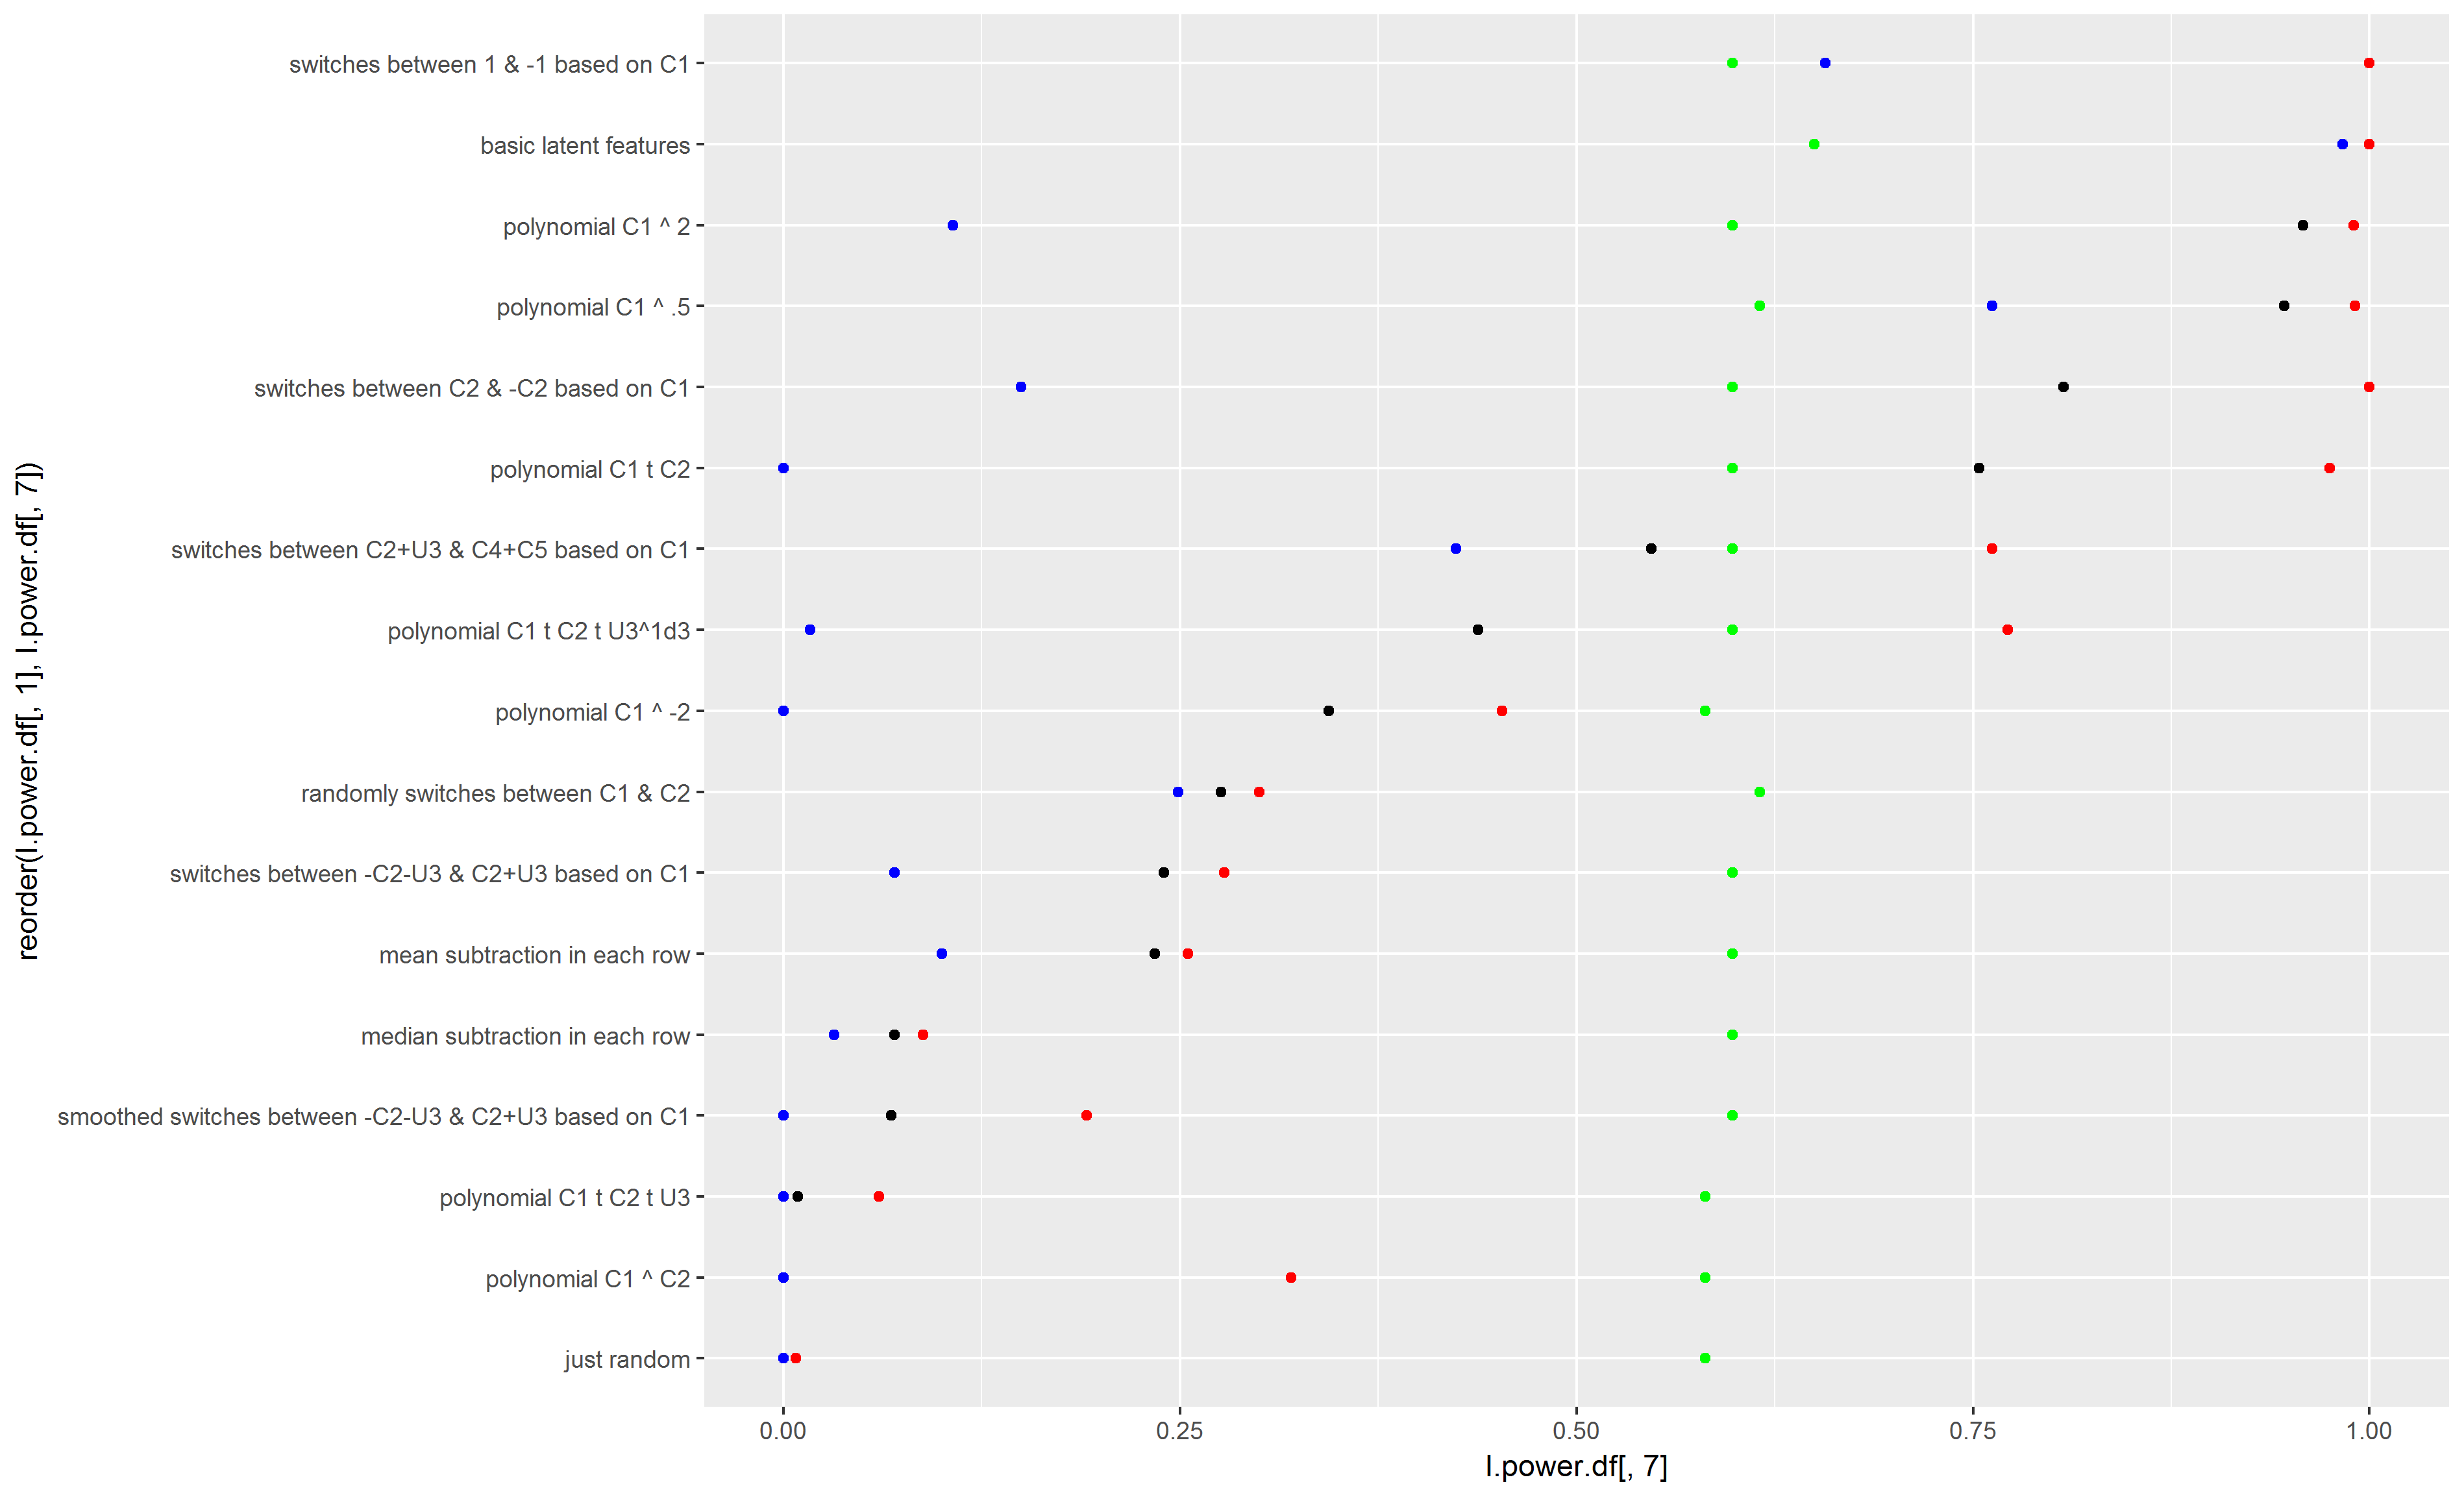 switches between 1 & -1 based on C1
basic latent features
polynomial C1 ^ 2
polynomial C1 ^ .5
switches between C2 & -C2 based on C1
polynomial C1 t C2
switches between C2+U3 & C4+C5 based on C1
polynomial C1 t C2 t U3^1d3
polynomial C1 ^ -2
randomly switches between C1 & C2
switches between -C2-U3 & C2+U3 based on C1
mean subtraction in each row
median subtraction in each row
smoothed switches between -C2-U3 & C2+U3 based on C1
polynomial C1 t C2 t U3
polynomial C1 ^ C2
just random
reorder(l.power.df[, 1], l.power.df[, 7])
0.00 0.25 0.50 0.75 1.00
l.power.df[, 7]